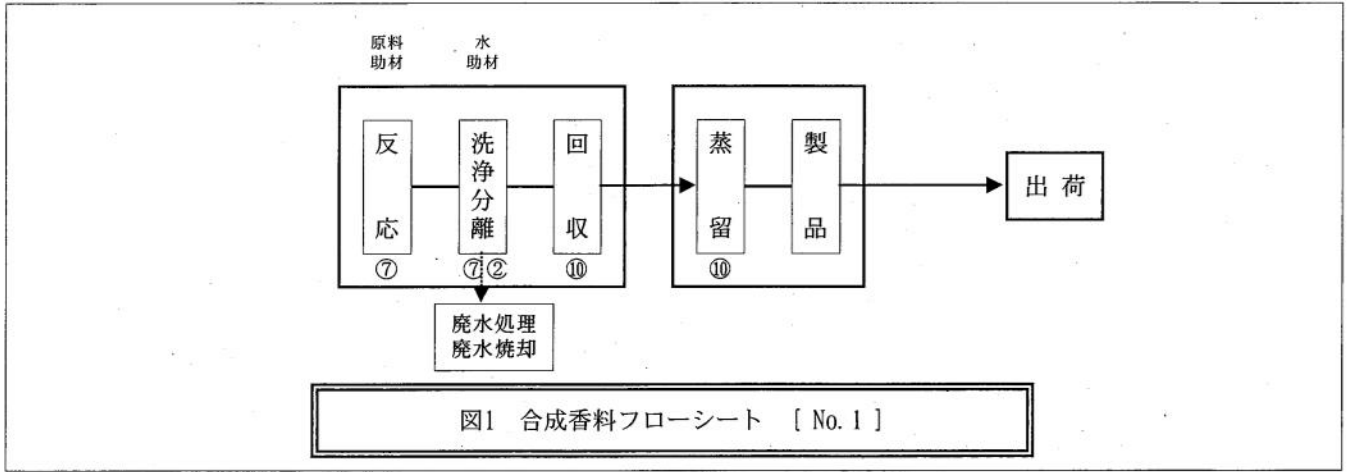 原料
助材
水
助材
反応
洗浄分離
回収
蒸留
製品
出荷
⑦
⑦②
⑩
⑩
廃水処理
廃水焼却
図1 合成香料フローシート [ No. 1 ]